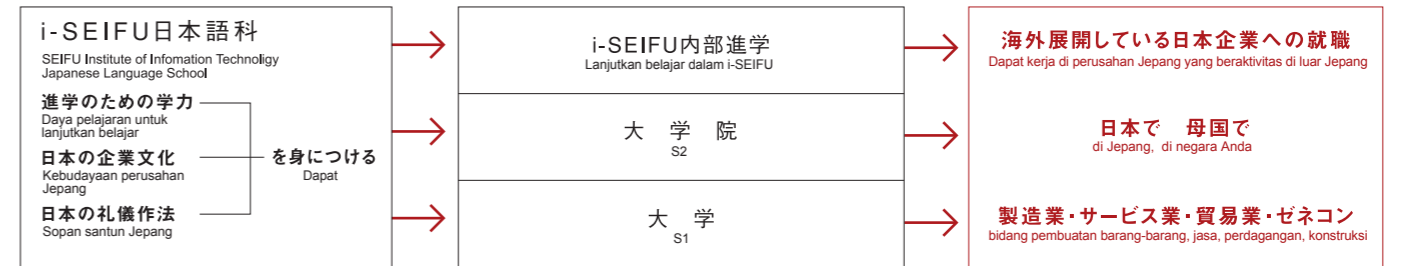 i-SEIFU日本語科
SEIFU Institute of Infomation Technoligy
Japanese Language School
進学のための学力
Daya pelajaran untuk
lanjutkan belajar
日本の企業文化
Kebudayaan perusahan
Jepang
日本の礼儀作法
Sopan santun Jepang
を身につける
Dapat
i-SEIFU内部進学
Lanjutkan belajar dalam i-SEIFU
大学院
S2
大学
S1
海外展開している日本企業への就職
Dapat kerja di perusahan Jepang yang beraktivitas di luar Jepang
日本で 母国で
di Jepang, di negara Anda
製造業・サービス業・貿易業・ゼネコン
bidang pembuatan barang-barang, jasa, perdagangan, konstruksi